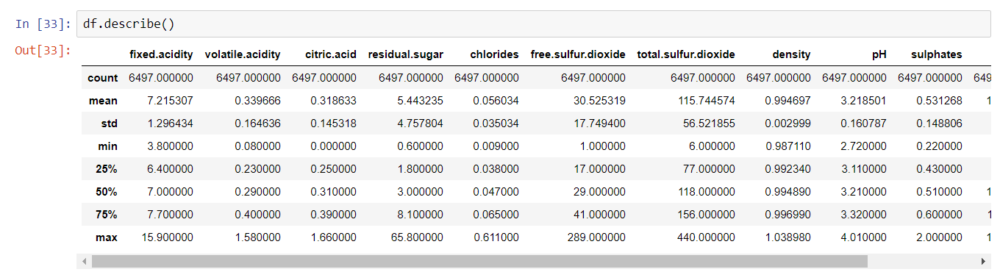 In [33]: df.describe()
Out[33]:
fixed.acidity volatile.acidity citric.acid residual.sugar chlorides free.sulfur.dioxide total.sulfur.dioxide density pH sulphates
count 6497.000000 6497.000000 6497.000000 6497.000000 6497.000000 6497.000000 6497.000000 6497.000000 6497.000000 6497.000000 649
mean 7.215307 0.339666 0.318633 5.443235 0.056034 30.525319 115.744574 0.994697 3.218501 0.531268 1
std 1.296434 0.164636 0.145318 4.757804 0.035034 17.749400 56.521855 0.002999 0.160787 0.148806
min 3.800000 0.080000 0.000000 0.600000 0.009000 1.000000 6.000000 0.987110 2.720000 0.220000
25% 6.400000 0.230000 0.250000 1.800000 0.038000 17.000000 77.000000 0.992340 3.110000 0.430000
50% 7.000000 0.290000 0.310000 3.000000 0.047000 29.000000 118.000000 0.994890 3.210000 0.510000 1
75% 7.700000 0.400000 0.390000 8.100000 0.065000 41.000000 156.000000 0.996990 3.320000 0.600000 1
max 15.900000 1.580000 1.660000 65.800000 0.611000 289.000000 440.000000 1.038980 4.010000 2.000000 1